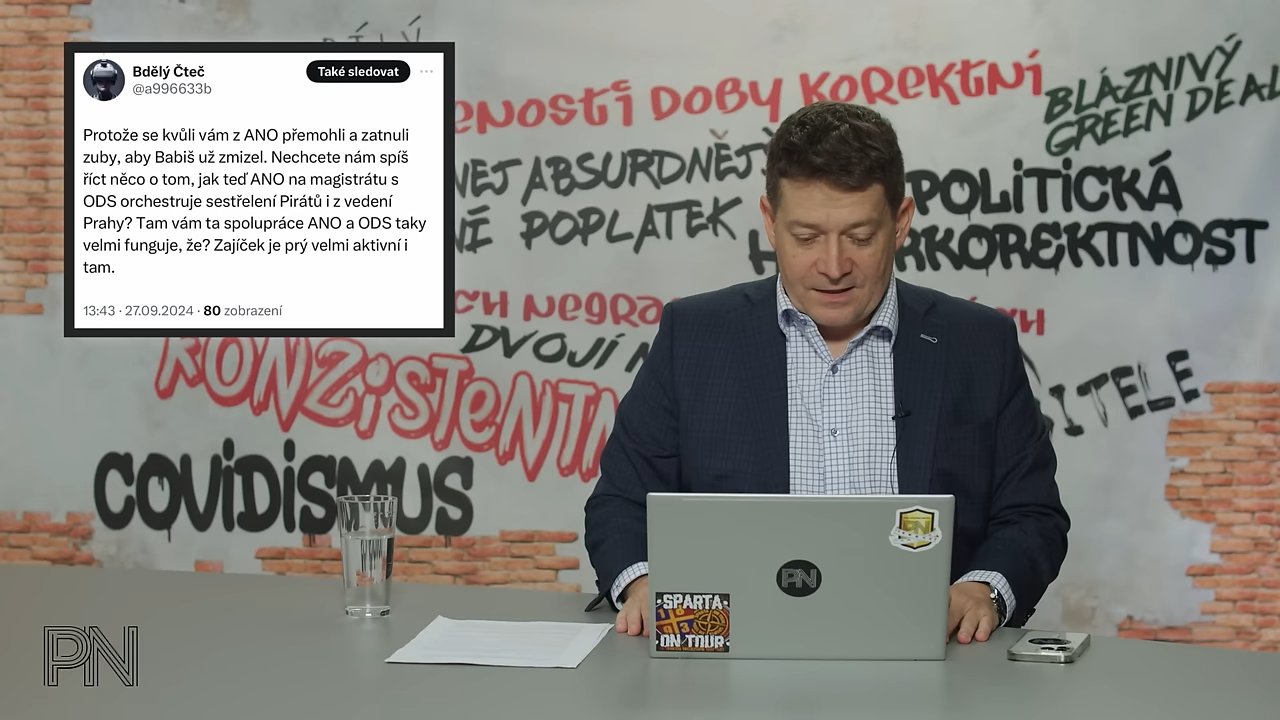 Bdělý Čteč
@a996633b
Také sledovat
Protože se kvůli vám z ANO přemohli a zatnuli
zuby, aby Babiš už zmizel. Nechcete nám spíš
říct něco o tom, jak teď ANO na magistrátu s
ODS orchestruje sestřelení Pirátů i z vedení
Prahy? Tam vám ta spolupráce ANO a ODS taky
velmi funguje, že? Zajíček je prý velmi aktivní i
tam.
13:43 · 27.09.2024 · 80 zobrazení
DOBY KOREKTNÍ
BLÁZNIVÝ
GREEN DEAL
POPLATEK
POLITICKÁ
DVOJÍ
COVIDISMUS
PN
PN
SPARTA
ON TOUR
PN